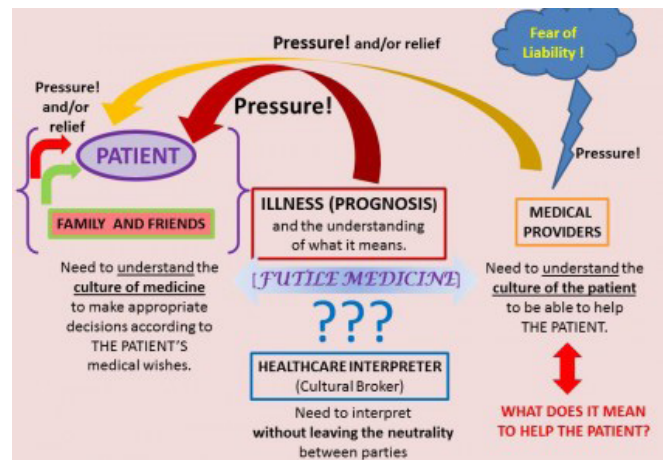 Fear of
Liability !
Pressure! and/or relief
Pressure!
and/or
relief
Pressure!
Pressure!
PATIENT
ILLNESS (PROGNOSIS)
and the understanding
of what it means.
MEDICAL
PROVIDERS
FAMILY AND FRIENDS
Need to understand the
culture of medicine
to make appropriate
decisions according to
THE PATIENT'S
medical wishes.
[FUTILE MEDICINE]
Need to understand the
culture of the patient
to be able to help
THE PATIENT.
???
HEALTHCARE INTERPRETER
(Cultural Broker)
Need to interpret
without leaving the neutrality
between parties
WHAT DOES IT MEAN
TO HELP THE PATIENT?